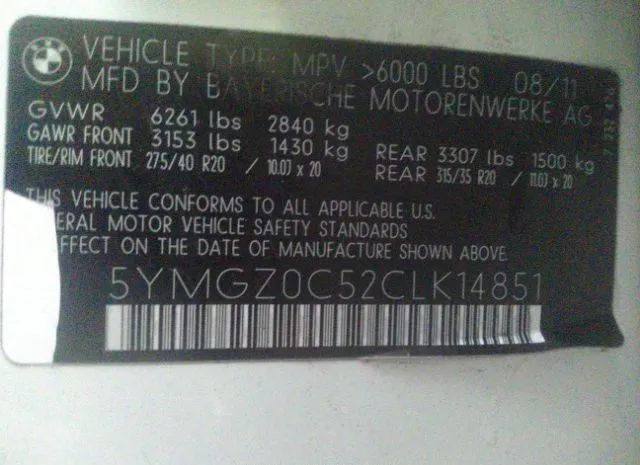 BMW
VEHICLE TYPE: MPV >6000 LBS 08/11
MFD BY BAYERISCHE MOTORENWERKE AG
GVWR 6261 lbs 2840 kg
GAWR FRONT 3153 lbs 1430 kg REAR 3307 lbs 1500 kg
TIRE/RIM FRONT 275/40 R20 / 10.0J x 20 REAR 315/35 R20 / 11.0J x 20
THIS VEHICLE CONFORMS TO ALL APPLICABLE U.S.
ERAL MOTOR VEHICLE SAFETY STANDARDS
EFFECT ON THE DATE OF MANUFACTURE SHOWN ABOVE.
5YMGZ0C52CLK14851